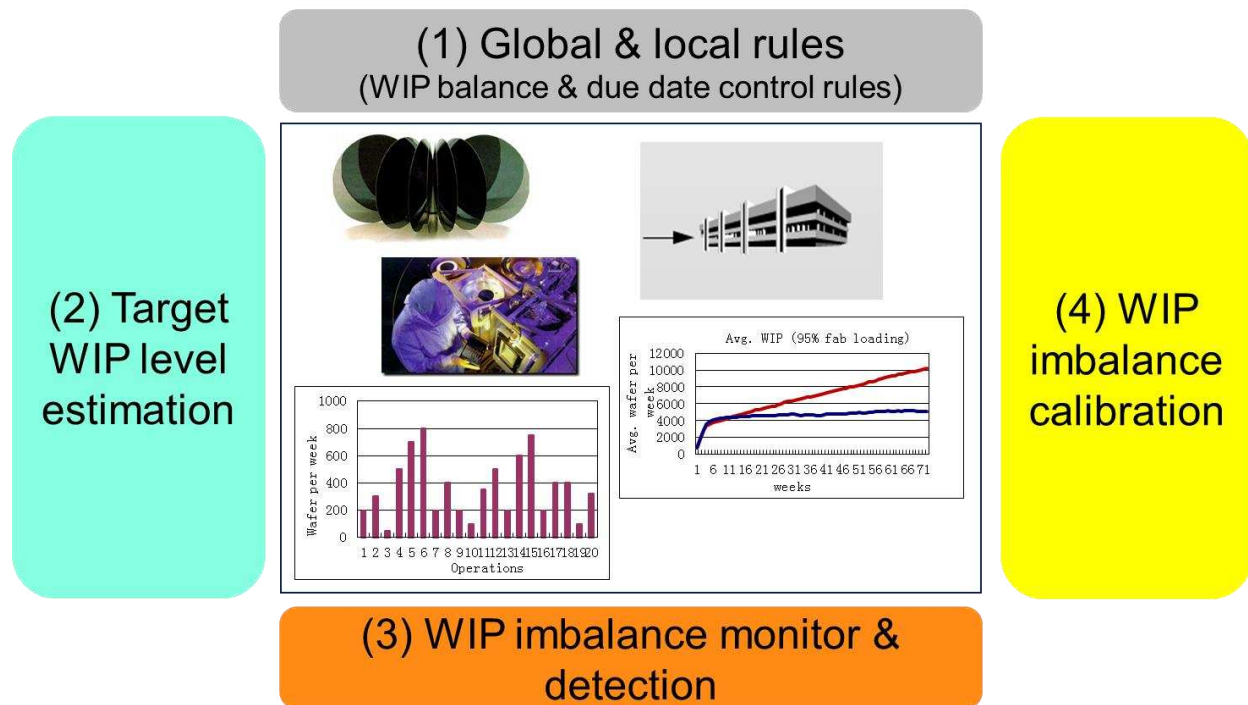 (1) Global & local rules
(WIP balance & due date control rules)
(2) Target
WIP level
estimation
Avg. WIP (95% fab loading)
Avg. wafer per
week
12000
10000
8000
6000
4000
2000
0
1 6 11 16 21 26 31 36 41 46 51 56 61 66 71
weeks
Wafer per week
1000
800
600
400
200
0
1 2 3 4 5 6 7 8 9 10 11 12 13 14 15 16 17 18 19 20
Operations
(4) WIP
imbalance
calibration
(3) WIP imbalance monitor &
detection